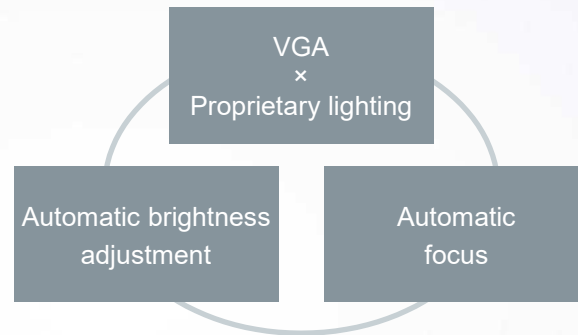 VGA
×
Proprietary lighting
Automatic brightness
adjustment
Automatic
focus